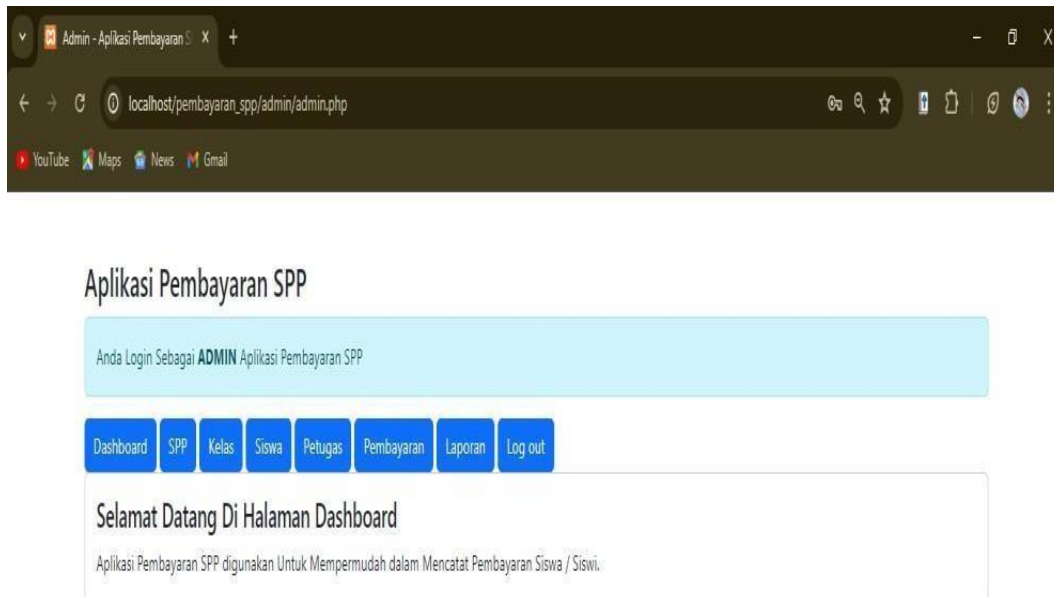 Admin - Aplikasi Pembayaran S
localhost/pembayaran_spp/admin/admin.php
YouTube Maps News Gmail
Aplikasi Pembayaran SPP
Anda Login Sebagai ADMIN Aplikasi Pembayaran SPP
Dashboard SPP Kelas Siswa Petugas Pembayaran Laporan Log out
Selamat Datang Di Halaman Dashboard
Aplikasi Pembayaran SPP digunakan Untuk Mempermudah dalam Mencatat Pembayaran Siswa / Siswi.